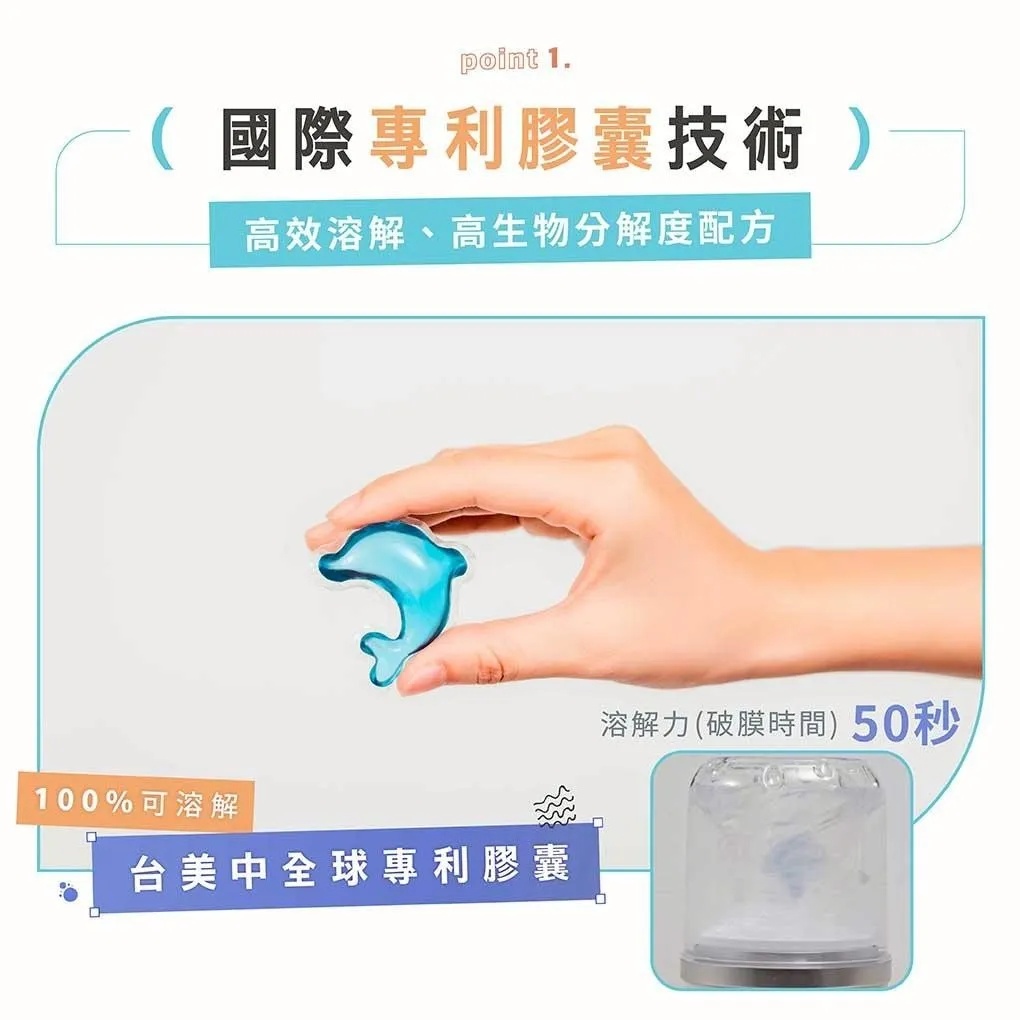 point 1.
國際專利膠囊技術
高效溶解、高生物分解度配方
溶解力(破膜時間) 50秒
100%可溶解
台美中全球專利膠囊